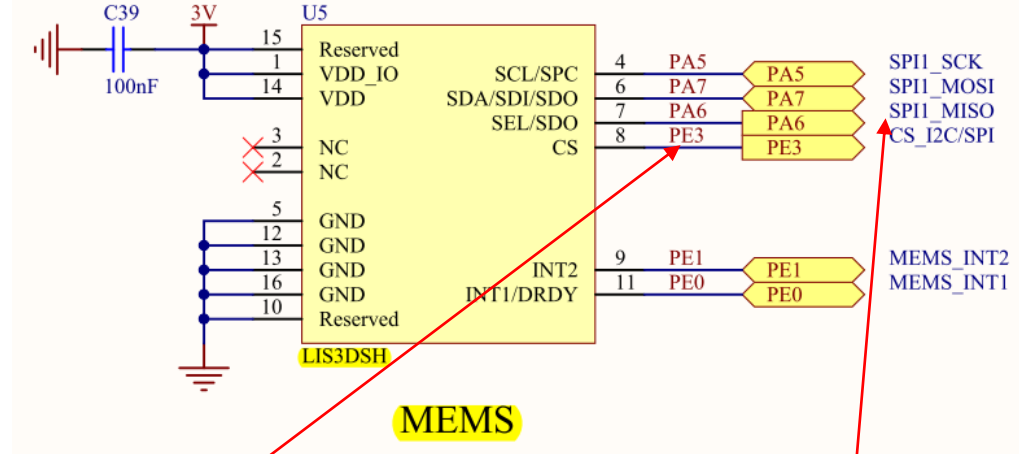 C39
3V
U5
100nF
15
Reserved
1
VDD_IO
14
VDD
3
NC
2
NC
5
GND
12
GND
13
GND
16
GND
10
Reserved
SCL/SPC
4
PA5
PA5
SPI1_SCK
SDA/SDI/SDO
6
PA7
PA7
SPI1_MOSI
SEL/SDO
7
PA6
PA6
SPI1_MISO
CS
8
PE3
PE3
CS_I2C/SPI
INT2
9
PE1
PE1
MEMS_INT2
INT1/DRDY
11
PE0
PE0
MEMS_INT1
LIS3DSH
MEMS